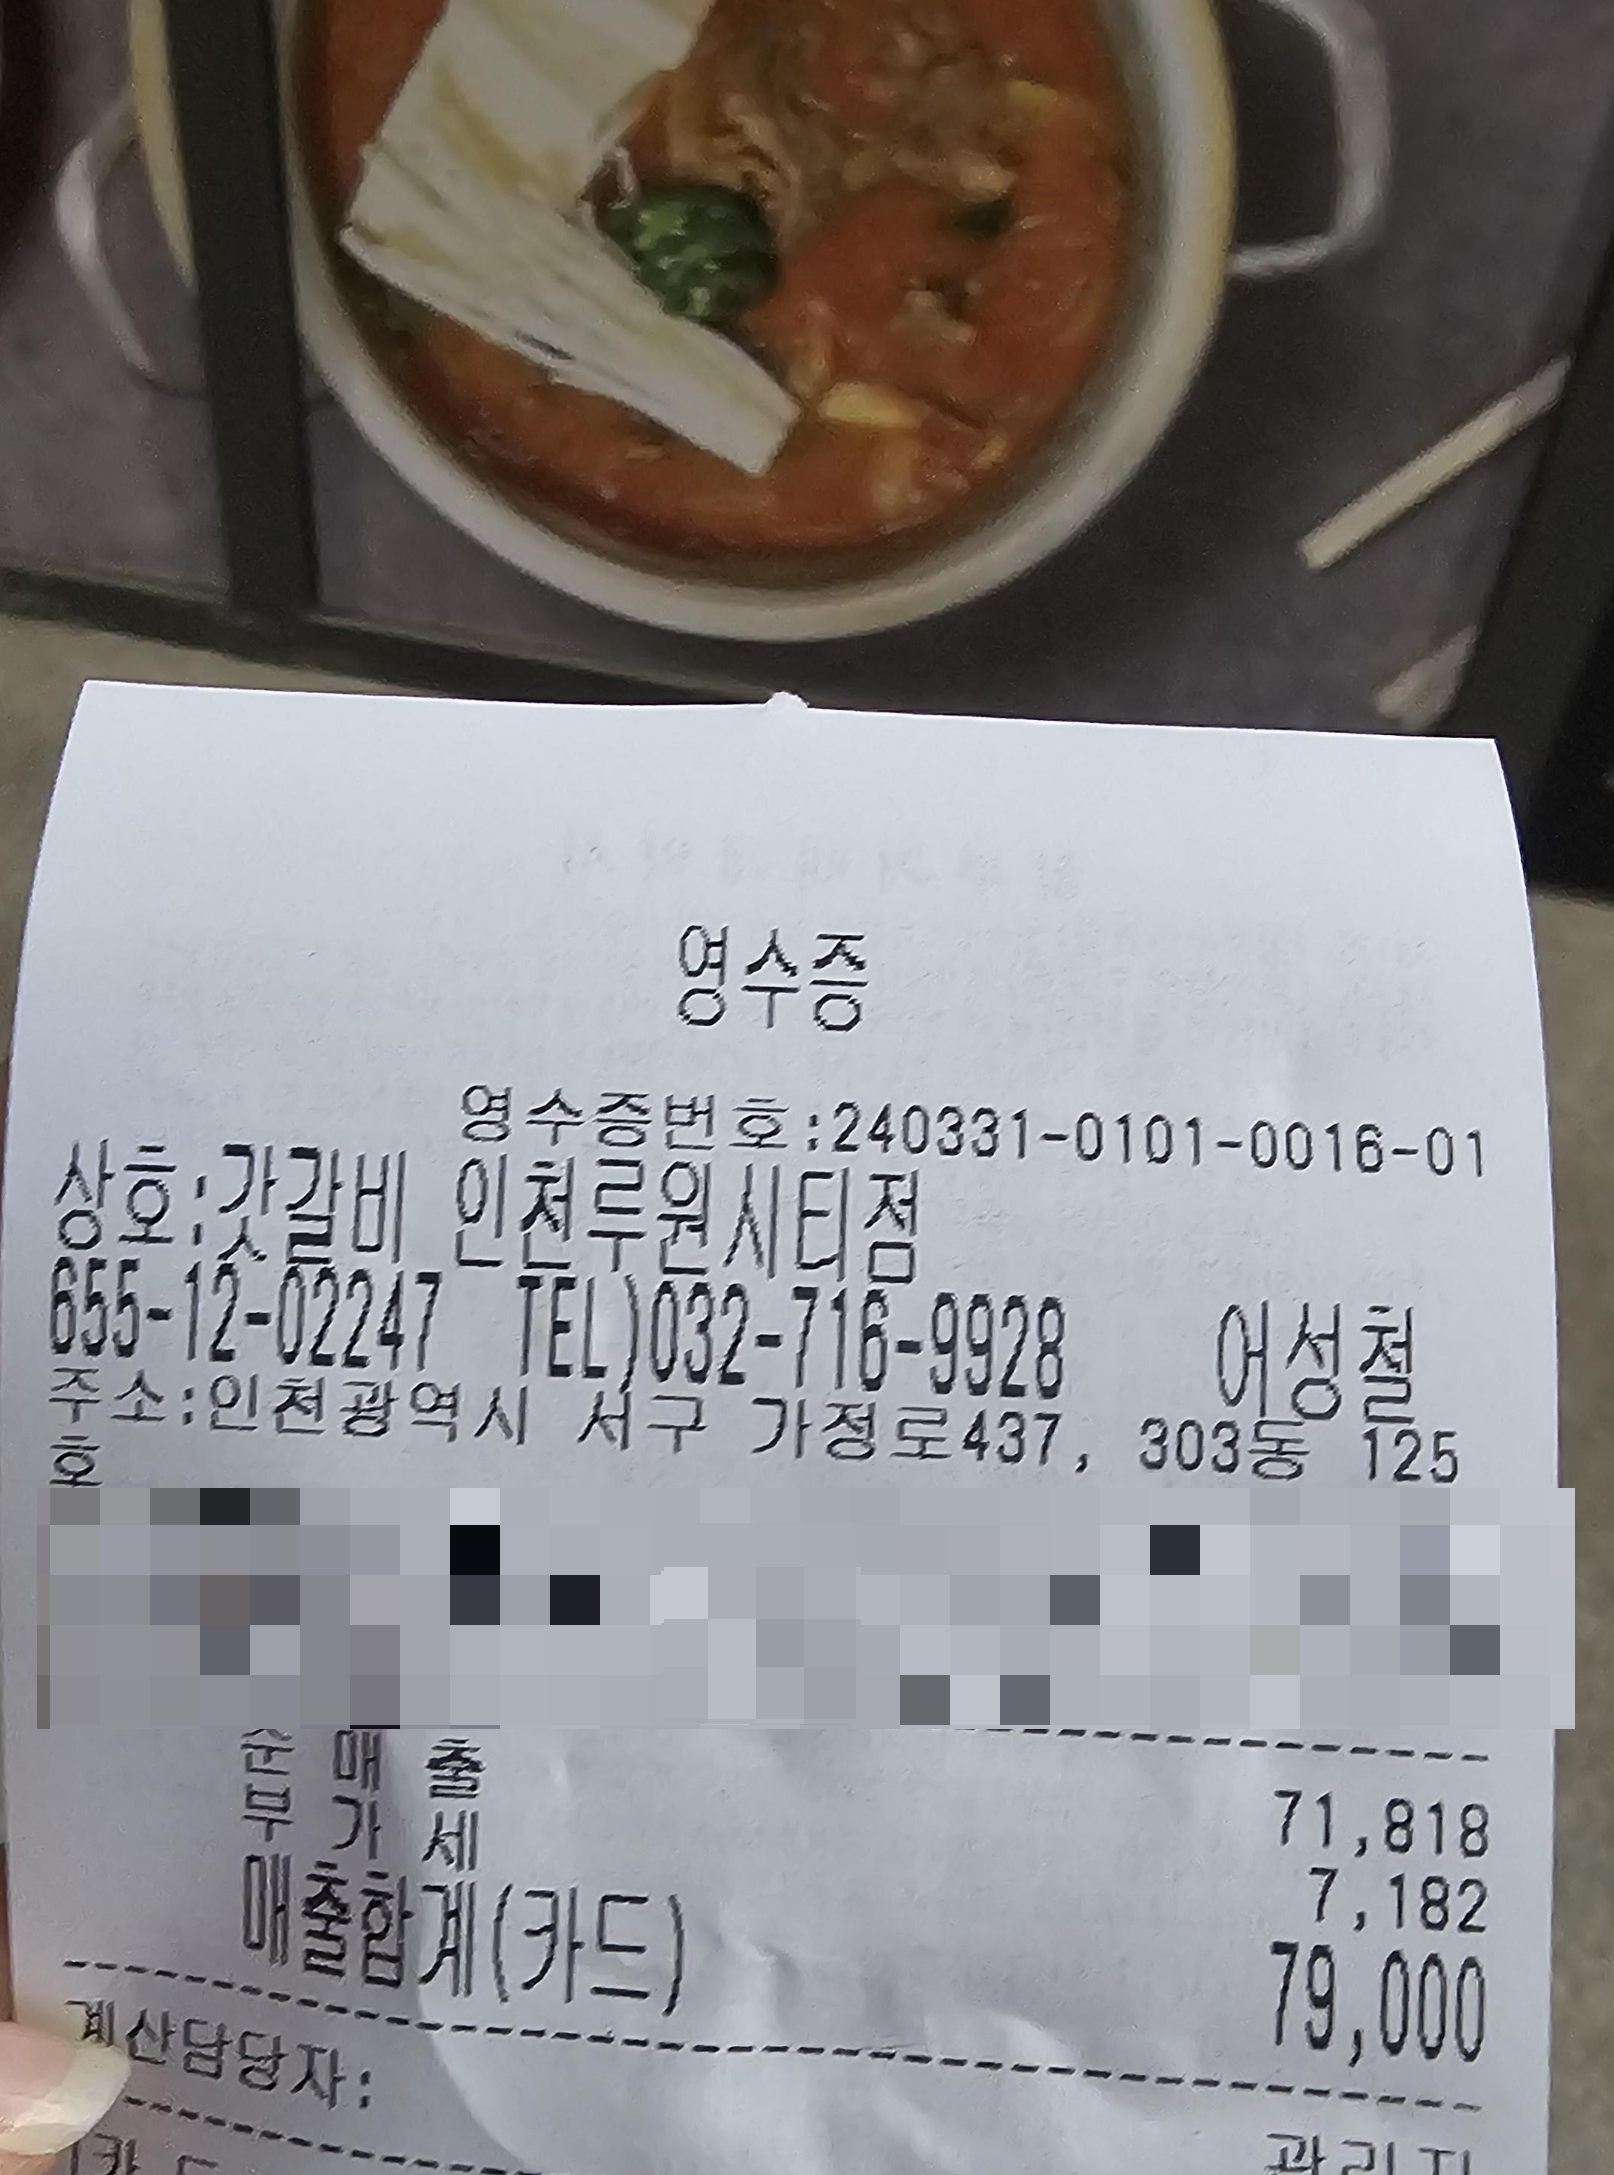 영수증
영수증번호:240331-0101-0016-01
상호:갓갈비 인천루원시티점
655-12-02247 TEL)032-716-9928 어성철
주소:인천광역시 서구 가정로437, 303동 125
호
순 매 출 71,818
부 가 세 7,182
매출합계(카드) 79,000
계산담당자: 관리자